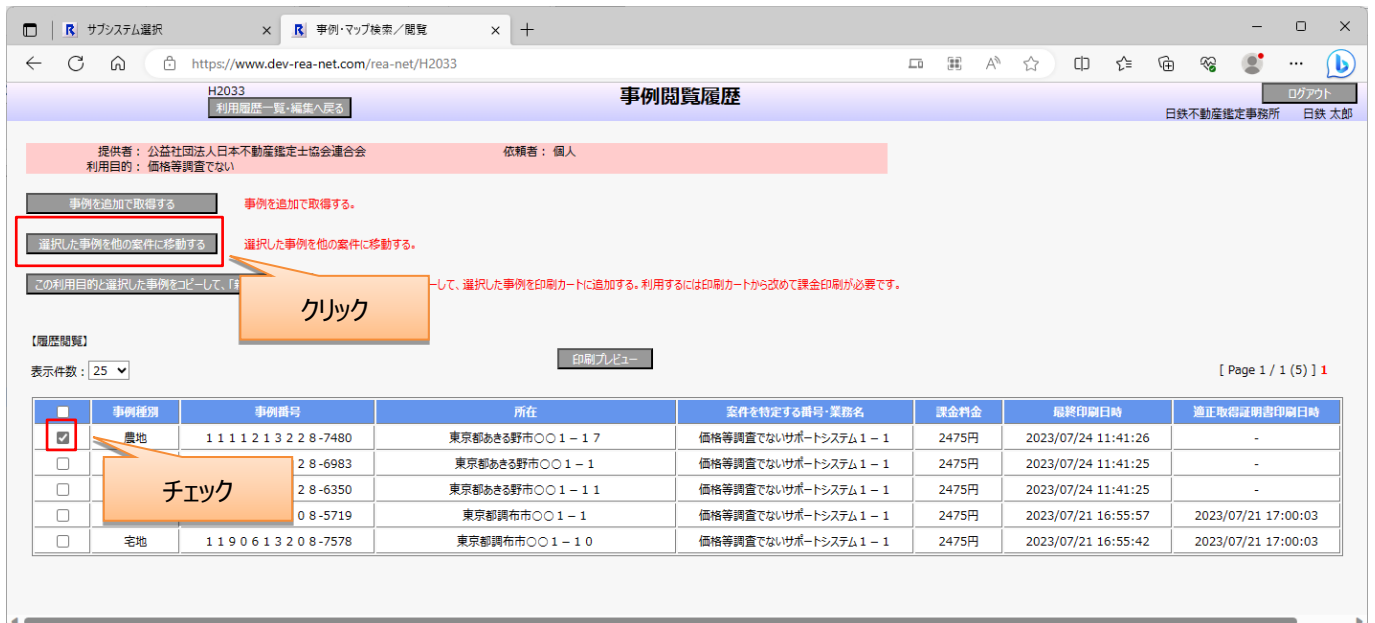 サブシステム選択
事例・マップ検索／閲覧
https://www.dev-rea-net.com/rea-net/H2033
H2033
利用履歴一覧・編集へ戻る
事例閲覧履歴
ログアウト
日鉄不動産鑑定事務所 日鉄 太郎
提供者： 公益社団法人日本不動産鑑定士協会連合会 依頼者： 個人
利用目的： 価格等調査でない
事例を追加で取得する 事例を追加で取得する。
選択した事例を他の案件に移動する 選択した事例を他の案件に移動する。
この利用目的と選択した事例をコピーして、「 ーして、選択した事例を印刷カートに追加する。利用するには印刷カートから改めて課金印刷が必要です。
クリック
【履歴閲覧】
印刷プレビュー
表示件数： 25 [ Page 1 / 1 (5) ] 1
事例種別 事例番号 所在 案件を特定する番号・業務名 課金料金 最終印刷日時 適正取得証明書印刷日時
農地 1111213228-7480 東京都あきる野市○○1－17 価格等調査でないサポートシステム1－1 2475円 2023/07/24 11:41:26 -
28-6983 東京都あきる野市○○1－1 価格等調査でないサポートシステム1－1 2475円 2023/07/24 11:41:25 -
28-6350 東京都あきる野市○○1－11 価格等調査でないサポートシステム1－1 2475円 2023/07/24 11:41:25 -
08-5719 東京都調布市○○1－1 価格等調査でないサポートシステム1－1 2475円 2023/07/21 16:55:57 2023/07/21 17:00:03
宅地 1190613208-7578 東京都調布市○○1－10 価格等調査でないサポートシステム1－1 2475円 2023/07/21 16:55:42 2023/07/21 17:00:03
チェック